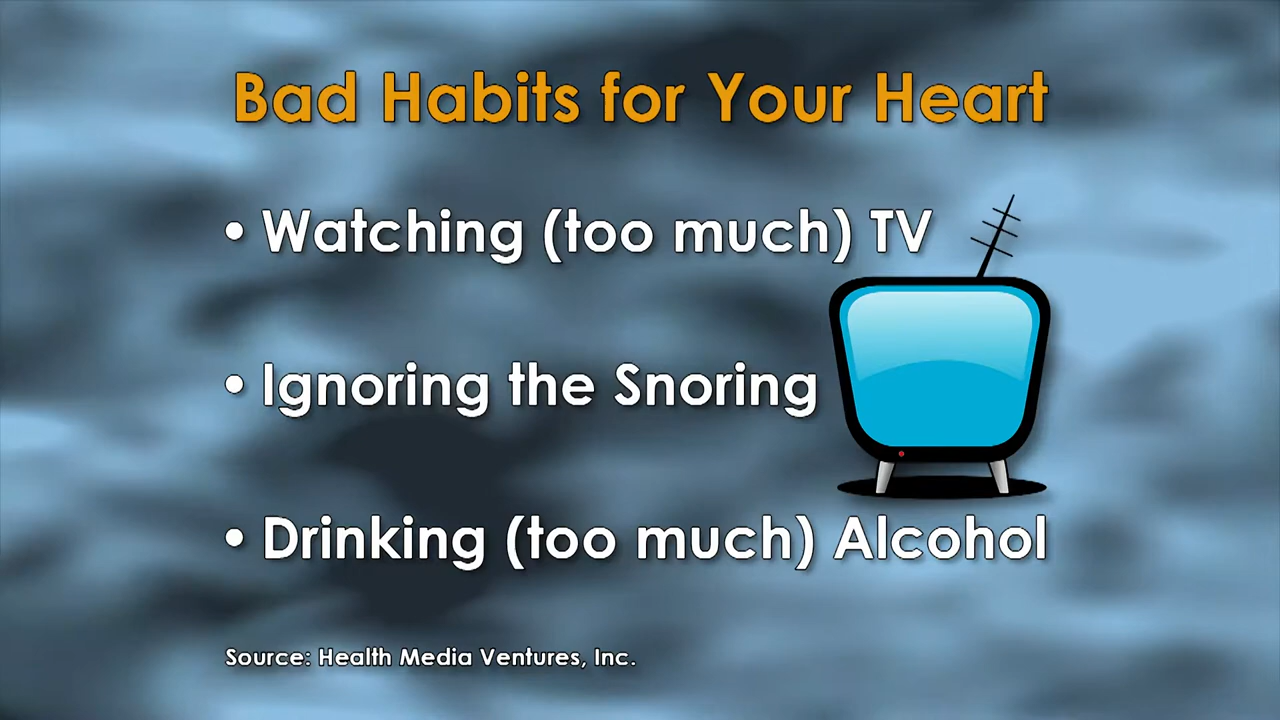 Bad Habits for Your Heart
• Watching (too much) TV
• Ignoring the Snoring
• Drinking (too much) Alcohol
Source: Health Media Ventures, Inc.